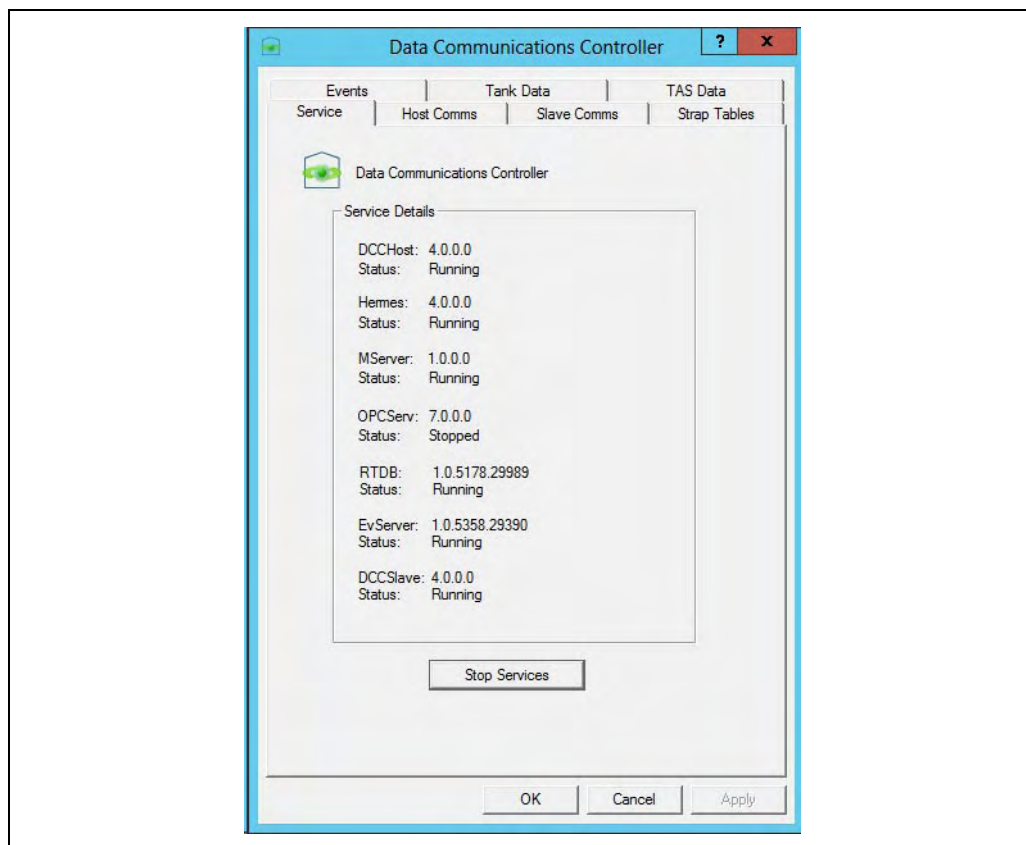 Data Communications Controller
?
x
Events Tank Data TAS Data
Service Host Comms Slave Comms Strap Tables
Data Communications Controller
Service Details
DCCHost: 4.0.0.0
Status: Running
Hermes: 4.0.0.0
Status: Running
MServer: 1.0.0.0
Status: Running
OPCServ: 7.0.0.0
Status: Stopped
RTDB: 1.0.5178.29989
Status: Running
EvServer: 1.0.5358.29390
Status: Running
DCCSlave: 4.0.0.0
Status: Running
Stop Services
OK Cancel Apply